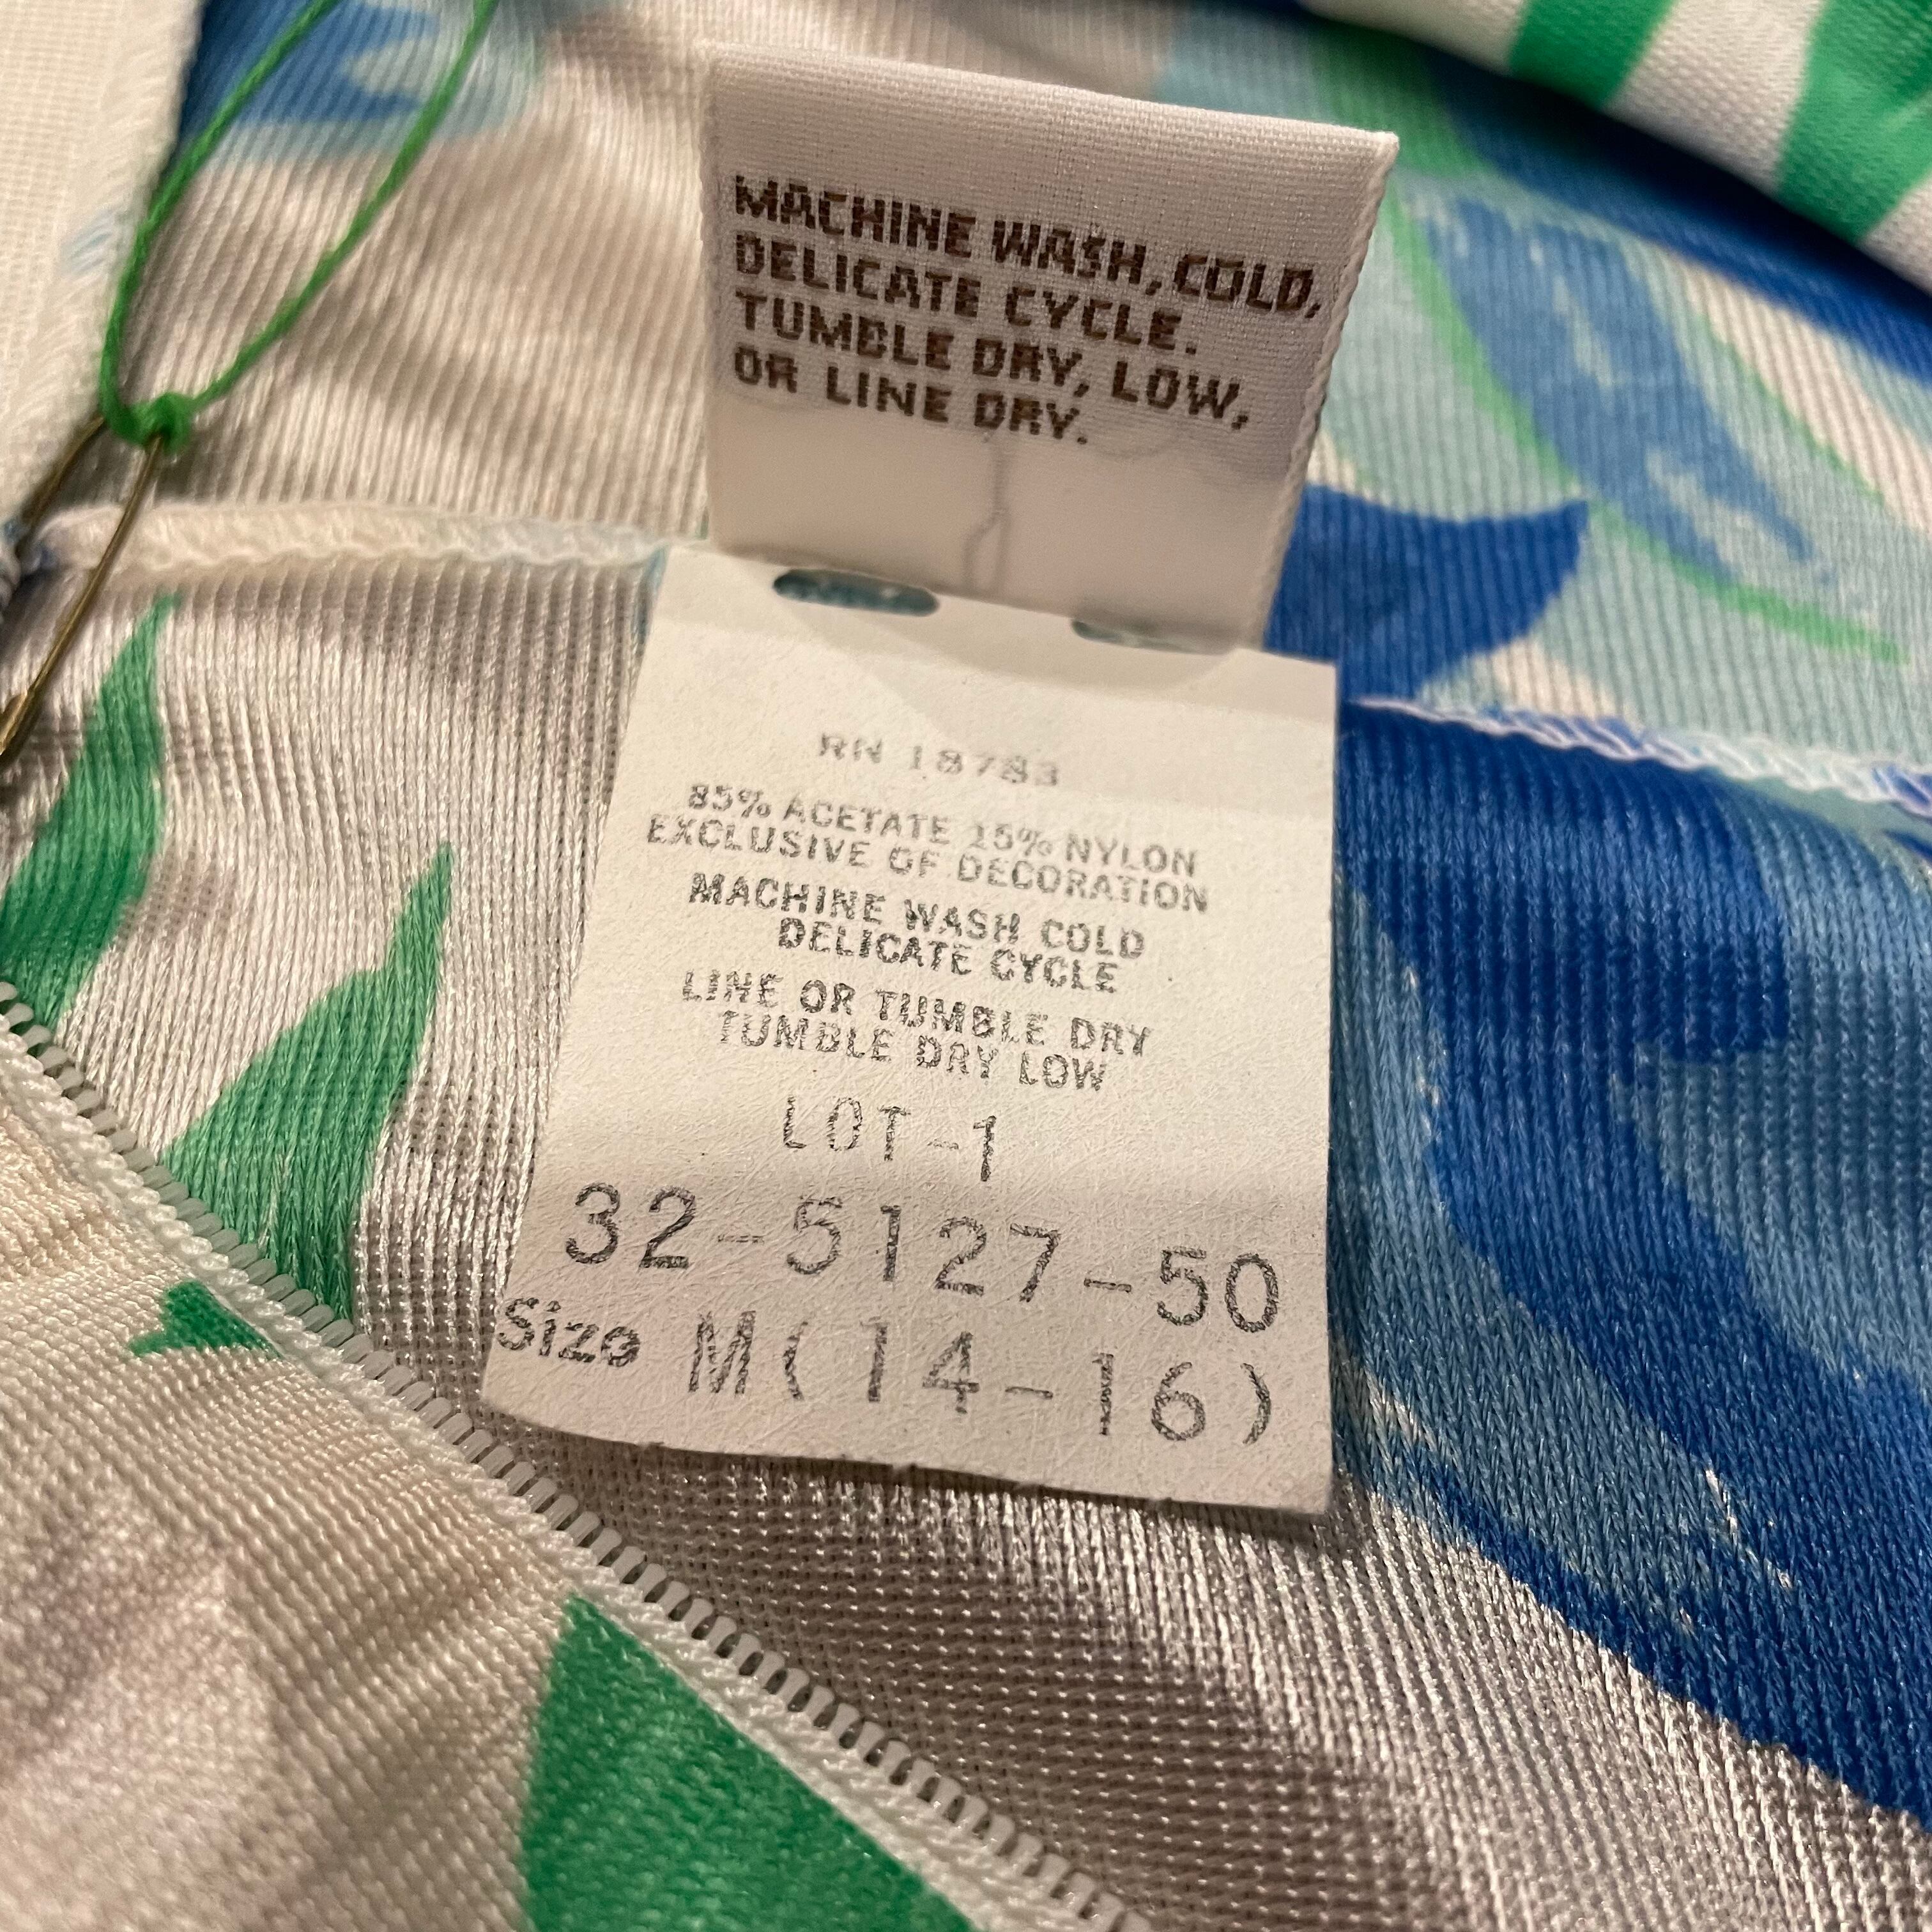 MACHINE WASH, COLD,
DELICATE CYCLE.
TUMBLE DRY, LOW,
OR LINE DRY.
RN 18783
85% ACETATE 15% NYLON
EXCLUSIVE OF DECORATION
MACHINE WASH COLD
DELICATE CYCLE
LINE OR TUMBLE DRY
TUMBLE DRY LOW
LOT-1
32-5127-50
Size M(14-16)